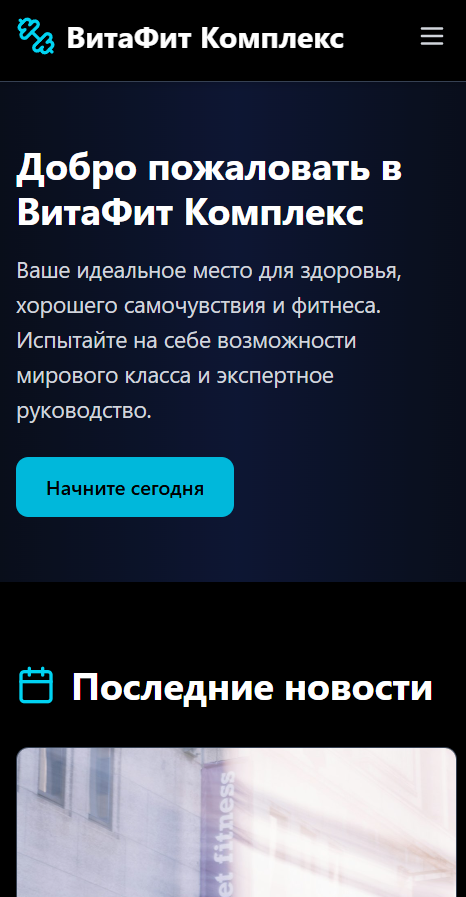 ВитаФит Комплекс
Добро пожаловать в
ВитаФит Комплекс
Ваше идеальное место для здоровья,
хорошего самочувствия и фитнеса.
Испытайте на себе возможности
мирового класса и экспертное
руководство.
Начните сегодня
Последние новости
et fitness